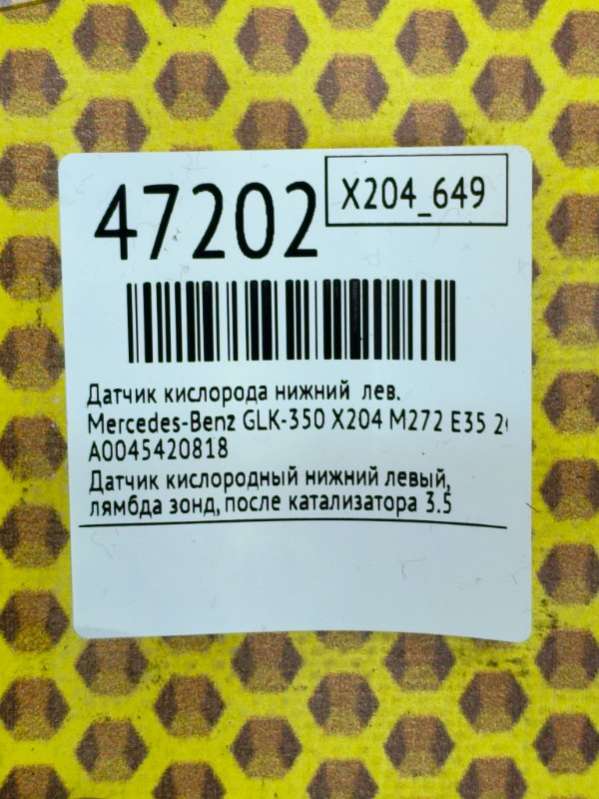 47202
X204_649
Датчик кислорода нижний лев.
Mercedes-Benz GLK-350 X204 M272 E35
A0045420818
Датчик кислородный нижний левый,
лямбда зонд, после катализатора 3.5